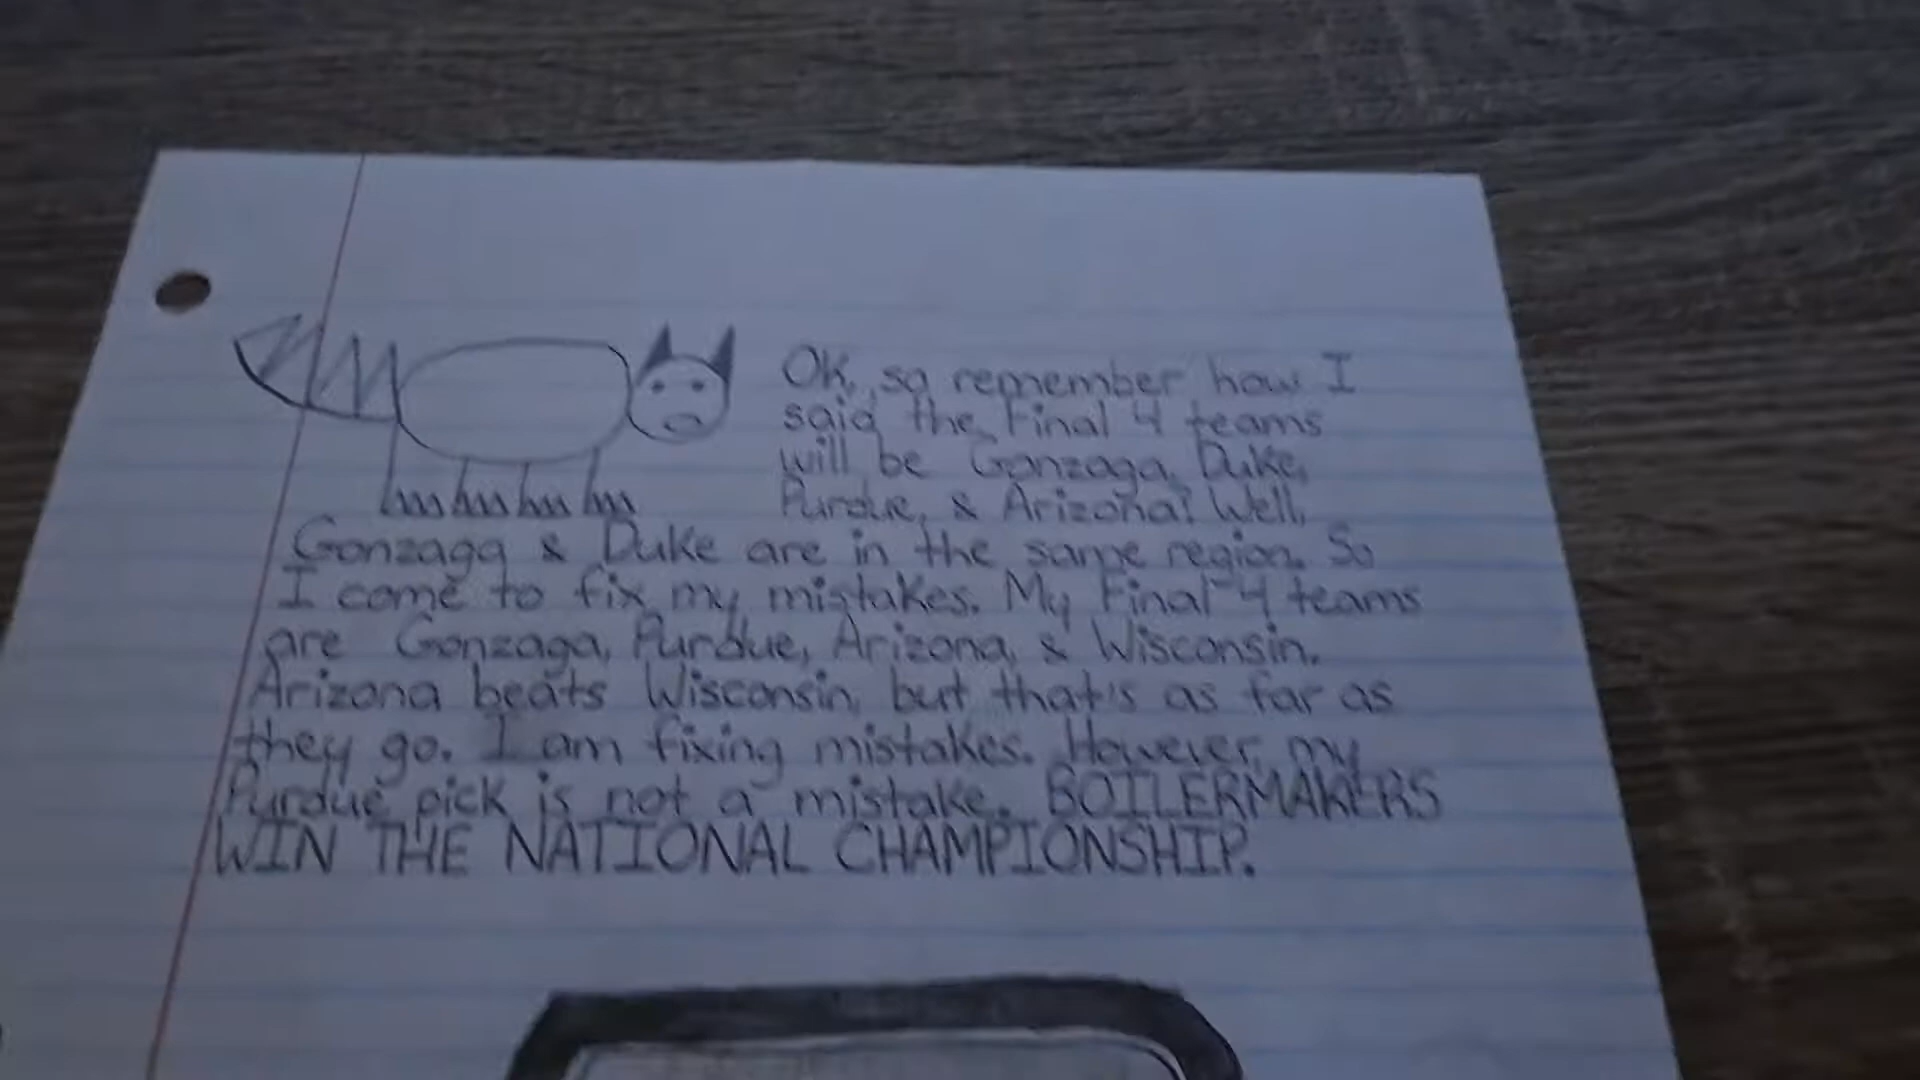 OK, so remember how I
said the Final 4 teams
will be Gonzaga, Duke,
Purdue, & Arizona? Well,
Gonzaga & Duke are in the same region. So
I come to fix my mistakes. My Final 4 teams
are Gonzaga, Purdue, Arizona, & Wisconsin.
Arizona beats Wisconsin, but that's as far as
they go. I am fixing mistakes. However, my
Purdue pick is not a mistake. BOILERMAKERS
WIN THE NATIONAL CHAMPIONSHIP.